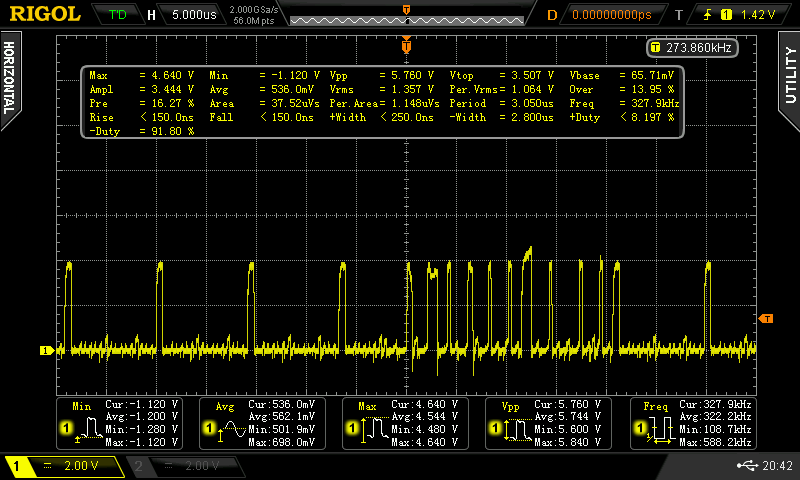 RIGOL T'D H 5.000us 2.000GSa/s 56.0M pts D 0.00000000ps T 1 1.42 V
HORIZONTAL
UTILITY
T
T 273.860kHz
Max = 4.640 V Min = -1.120 V Vpp = 5.760 V Vtop = 3.507 V Vbase = 65.71mV
Ampl = 3.444 V Avg = 536.0mV Vrms = 1.357 V Per.Vrms= 1.064 V Over = 13.95 %
Pre = 16.27 % Area = 37.52uVs Per.Area= 1.148uVs Period = 3.050us Freq = 327.9kHz
Rise < 150.0ns Fall < 150.0ns +Width < 250.0ns -Width = 2.800us +Duty < 8.197 %
-Duty = 91.80 %
T
1
Min Cur:-1.120 V
Avg:-1.200 V
1 Min:-1.280 V
Max:-1.120 V
Avg Cur:536.0mV
Avg:562.1mV
1 Min:501.9mV
Max:698.0mV
Max Cur:4.640 V
Avg:4.544 V
1 Min:4.480 V
Max:4.640 V
Vpp Cur:5.760 V
Avg:5.744 V
1 Min:5.600 V
Max:5.840 V
Freq Cur:327.9kHz
Avg:322.2kHz
1 Min:108.7kHz
Max:588.2kHz
1 2.00 V 2 2.00 V 20:42